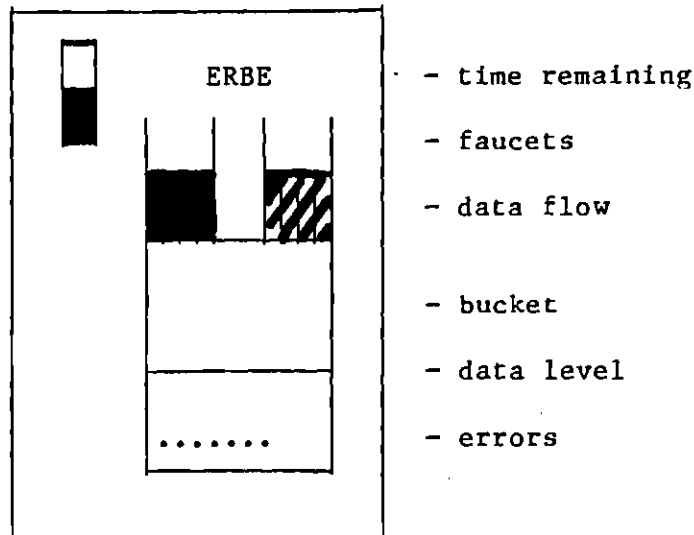 ERBE - time remaining
- faucets
- data flow
- bucket
- data level
- errors